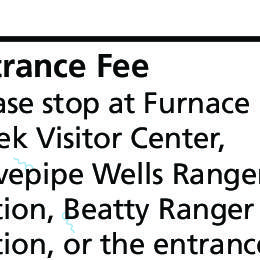 trance Fee
ase stop at Furnace
ek Visitor Center,
vepipe Wells Ranger
tion, Beatty Ranger
tion, or the entrance